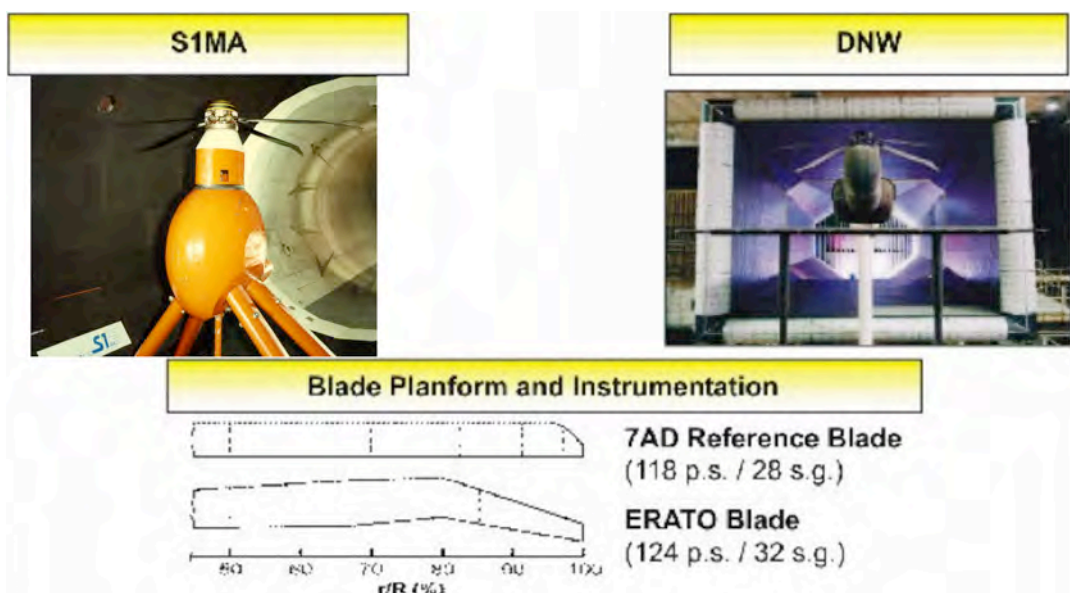 S1MA
DNW
S1
Blade Planform and Instrumentation
7AD Reference Blade
(118 p.s. / 28 s.g.)
ERATO Blade
(124 p.s. / 32 s.g.)
50 60 70 80 90 100
r/R (%)